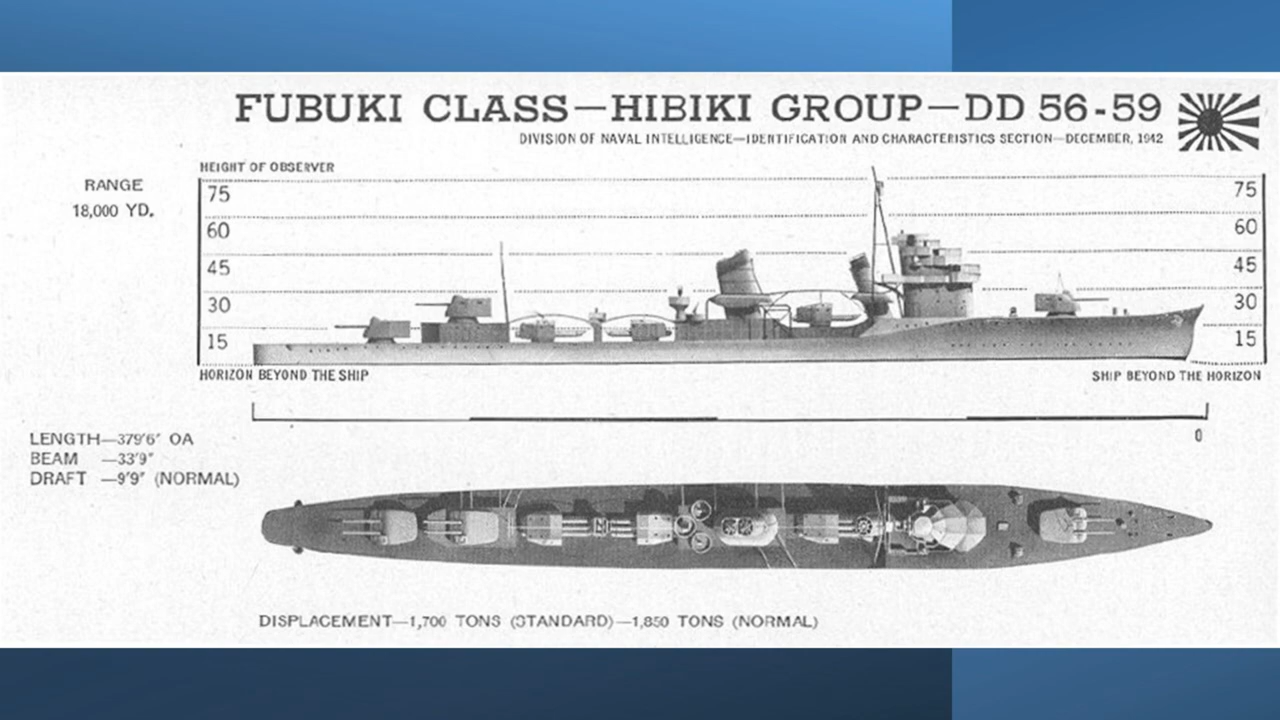 FUBUKI CLASS—HIBIKI GROUP—DD 56-59
DIVISION OF NAVAL INTELLIGENCE—IDENTIFICATION AND CHARACTERISTICS SECTION—DECEMBER, 1942
HEIGHT OF OBSERVER
RANGE
18,000 YD.
75 75
60 60
45 45
30 30
15 15
HORIZON BEYOND THE SHIP SHIP BEYOND THE HORIZON
0
LENGTH—379'6" OA
BEAM —33'9"
DRAFT —9'9" (NORMAL)
DISPLACEMENT—1,700 TONS (STANDARD)—1,850 TONS (NORMAL)